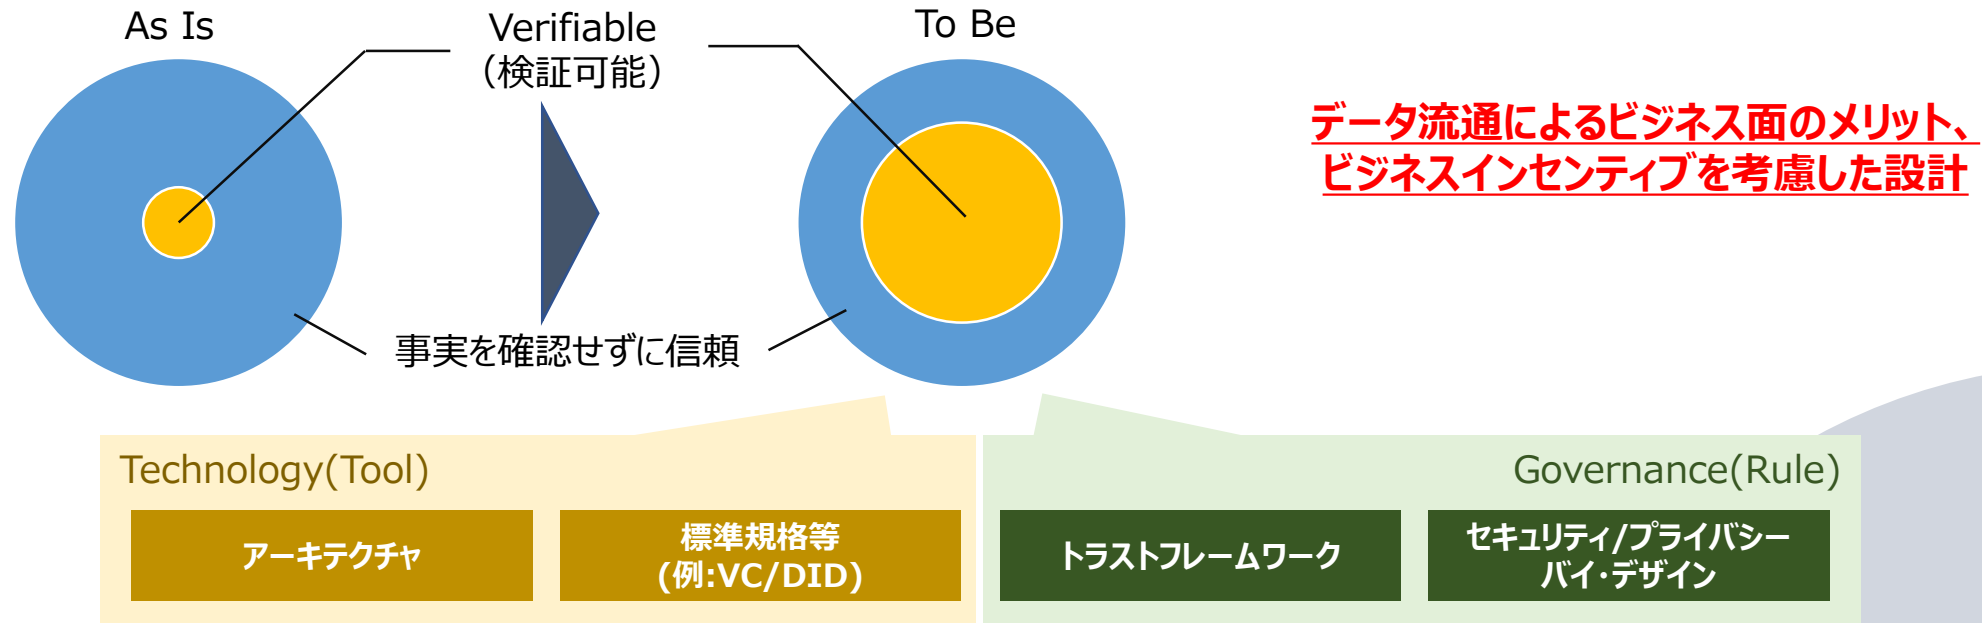 As Is
Verifiable
（検証可能）
To Be
データ流通によるビジネス面のメリット、
ビジネスインセンティブを考慮した設計
事実を確認せずに信頼
Technology(Tool)
アーキテクチャ
標準規格等
(例:VC/DID)
Governance(Rule)
トラストフレームワーク
セキュリティ/プライバシー
バイ・デザイン